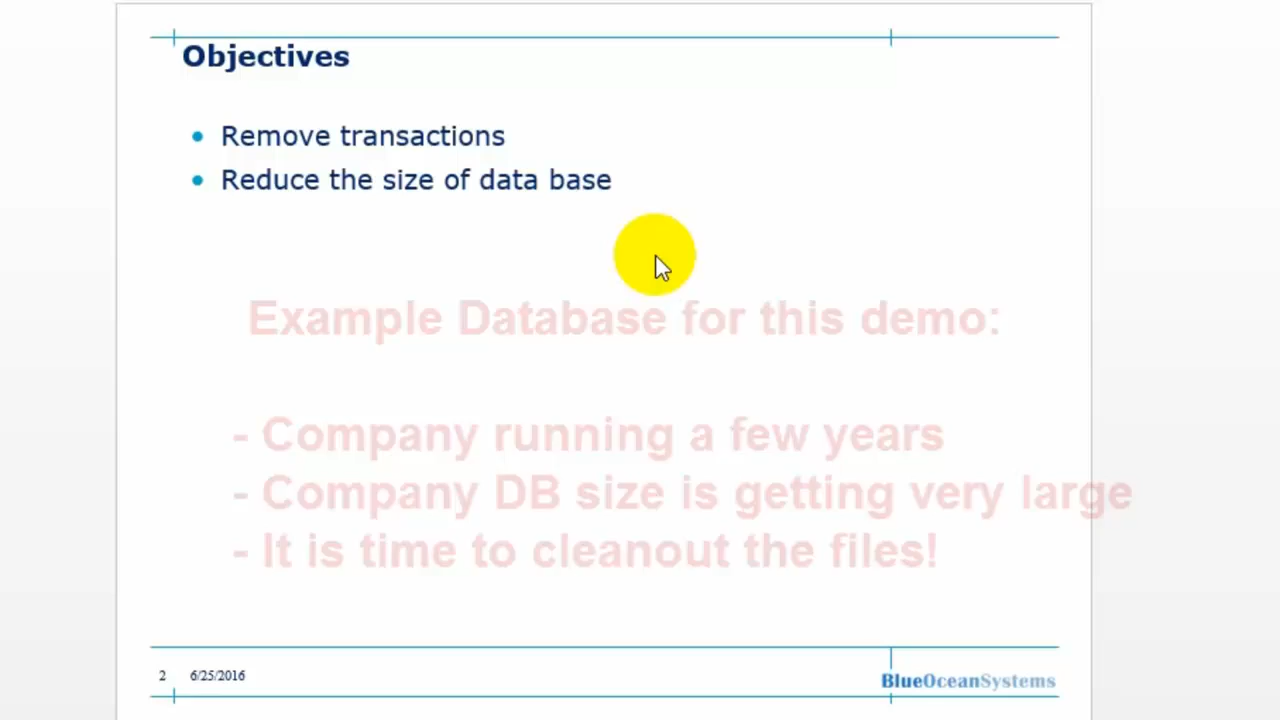 Objectives
Remove transactions
Reduce the size of data base
Example Database for this demo:
- Company running a few years
- Company DB size is getting very large
- It is time to cleanout the files!
2 6/25/2016
BlueOceanSystems